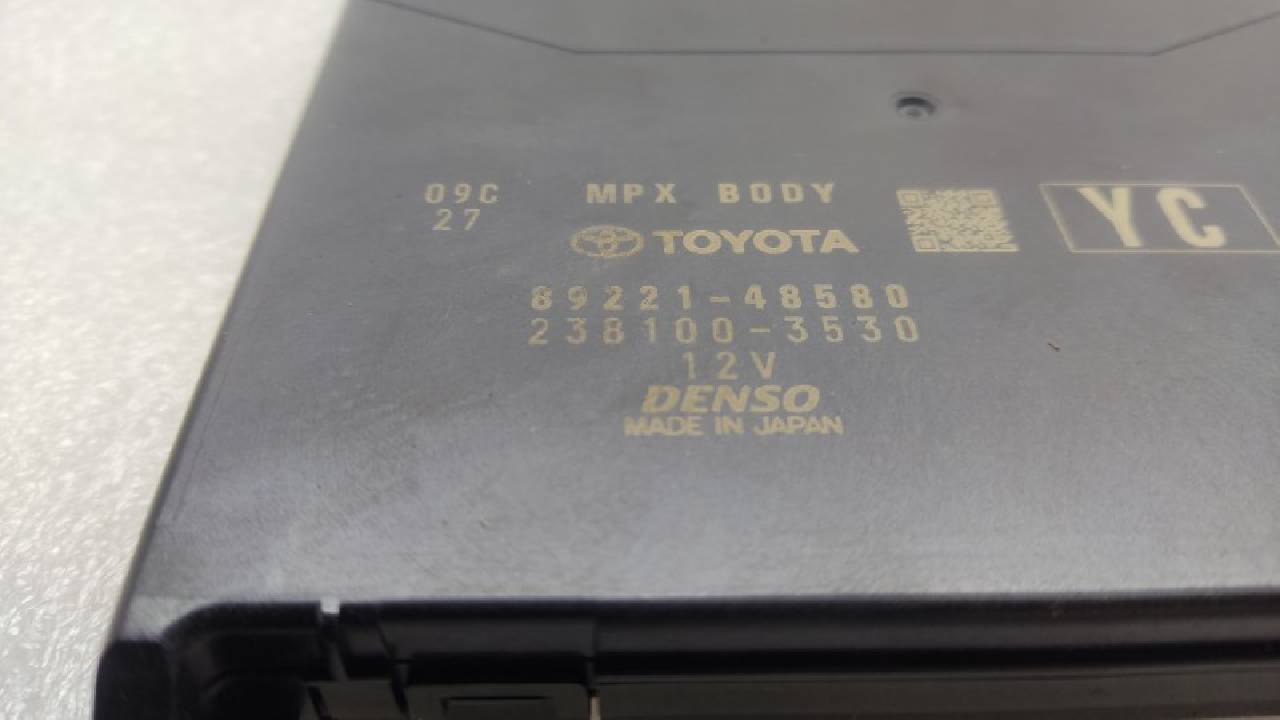 09C MPX BODY YC
27
TOYOTA
89221-48580
238100-3530
12V
DENSO
MADE IN JAPAN